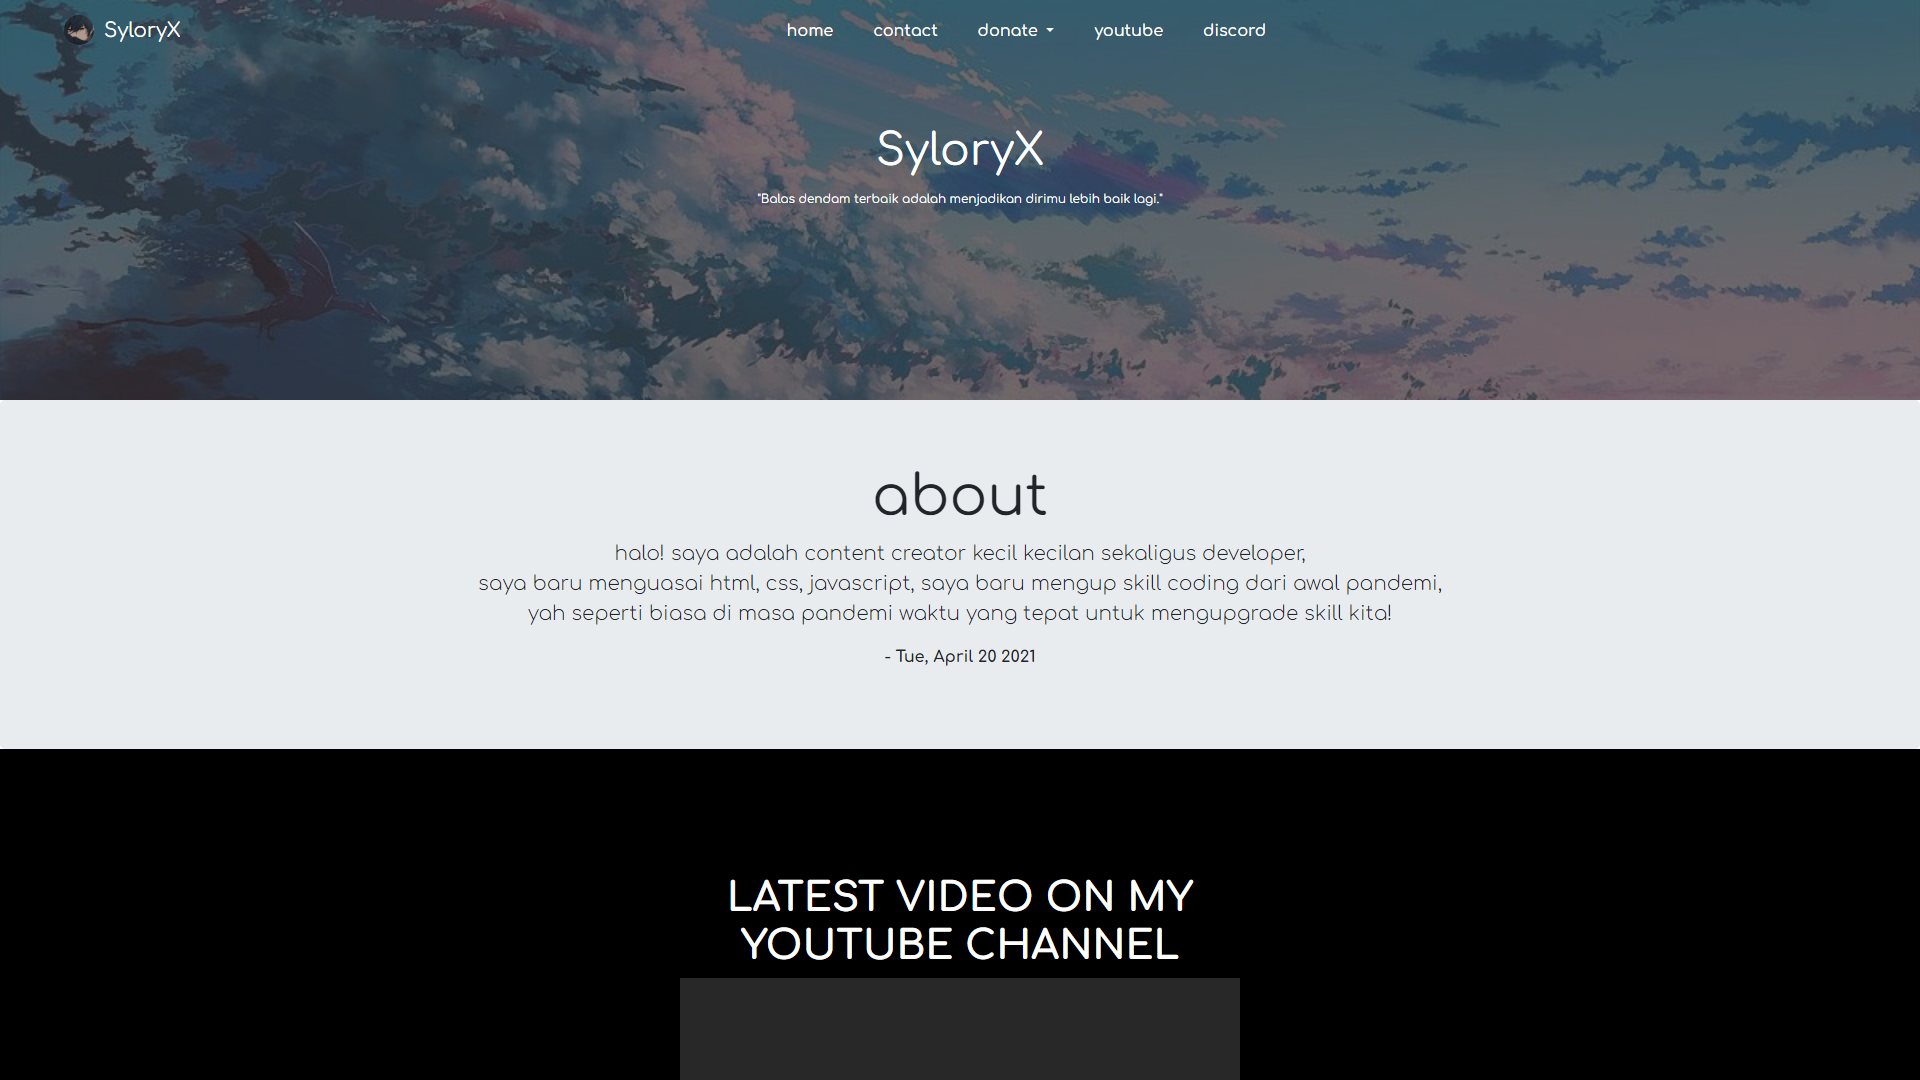 SyloryX
home
contact
donate
youtube
discord
SyloryX
"Balas dendam terbaik adalah menjadikan dirimu lebih baik lagi."
about
halo! saya adalah content creator kecil kecilan sekaligus developer,
saya baru menguasai html, css, javascript, saya baru mengup skill coding dari awal pandemi,
yah seperti biasa di masa pandemi waktu yang tepat untuk mengupgrade skill kita!
- Tue, April 20 2021
LATEST VIDEO ON MY
YOUTUBE CHANNEL